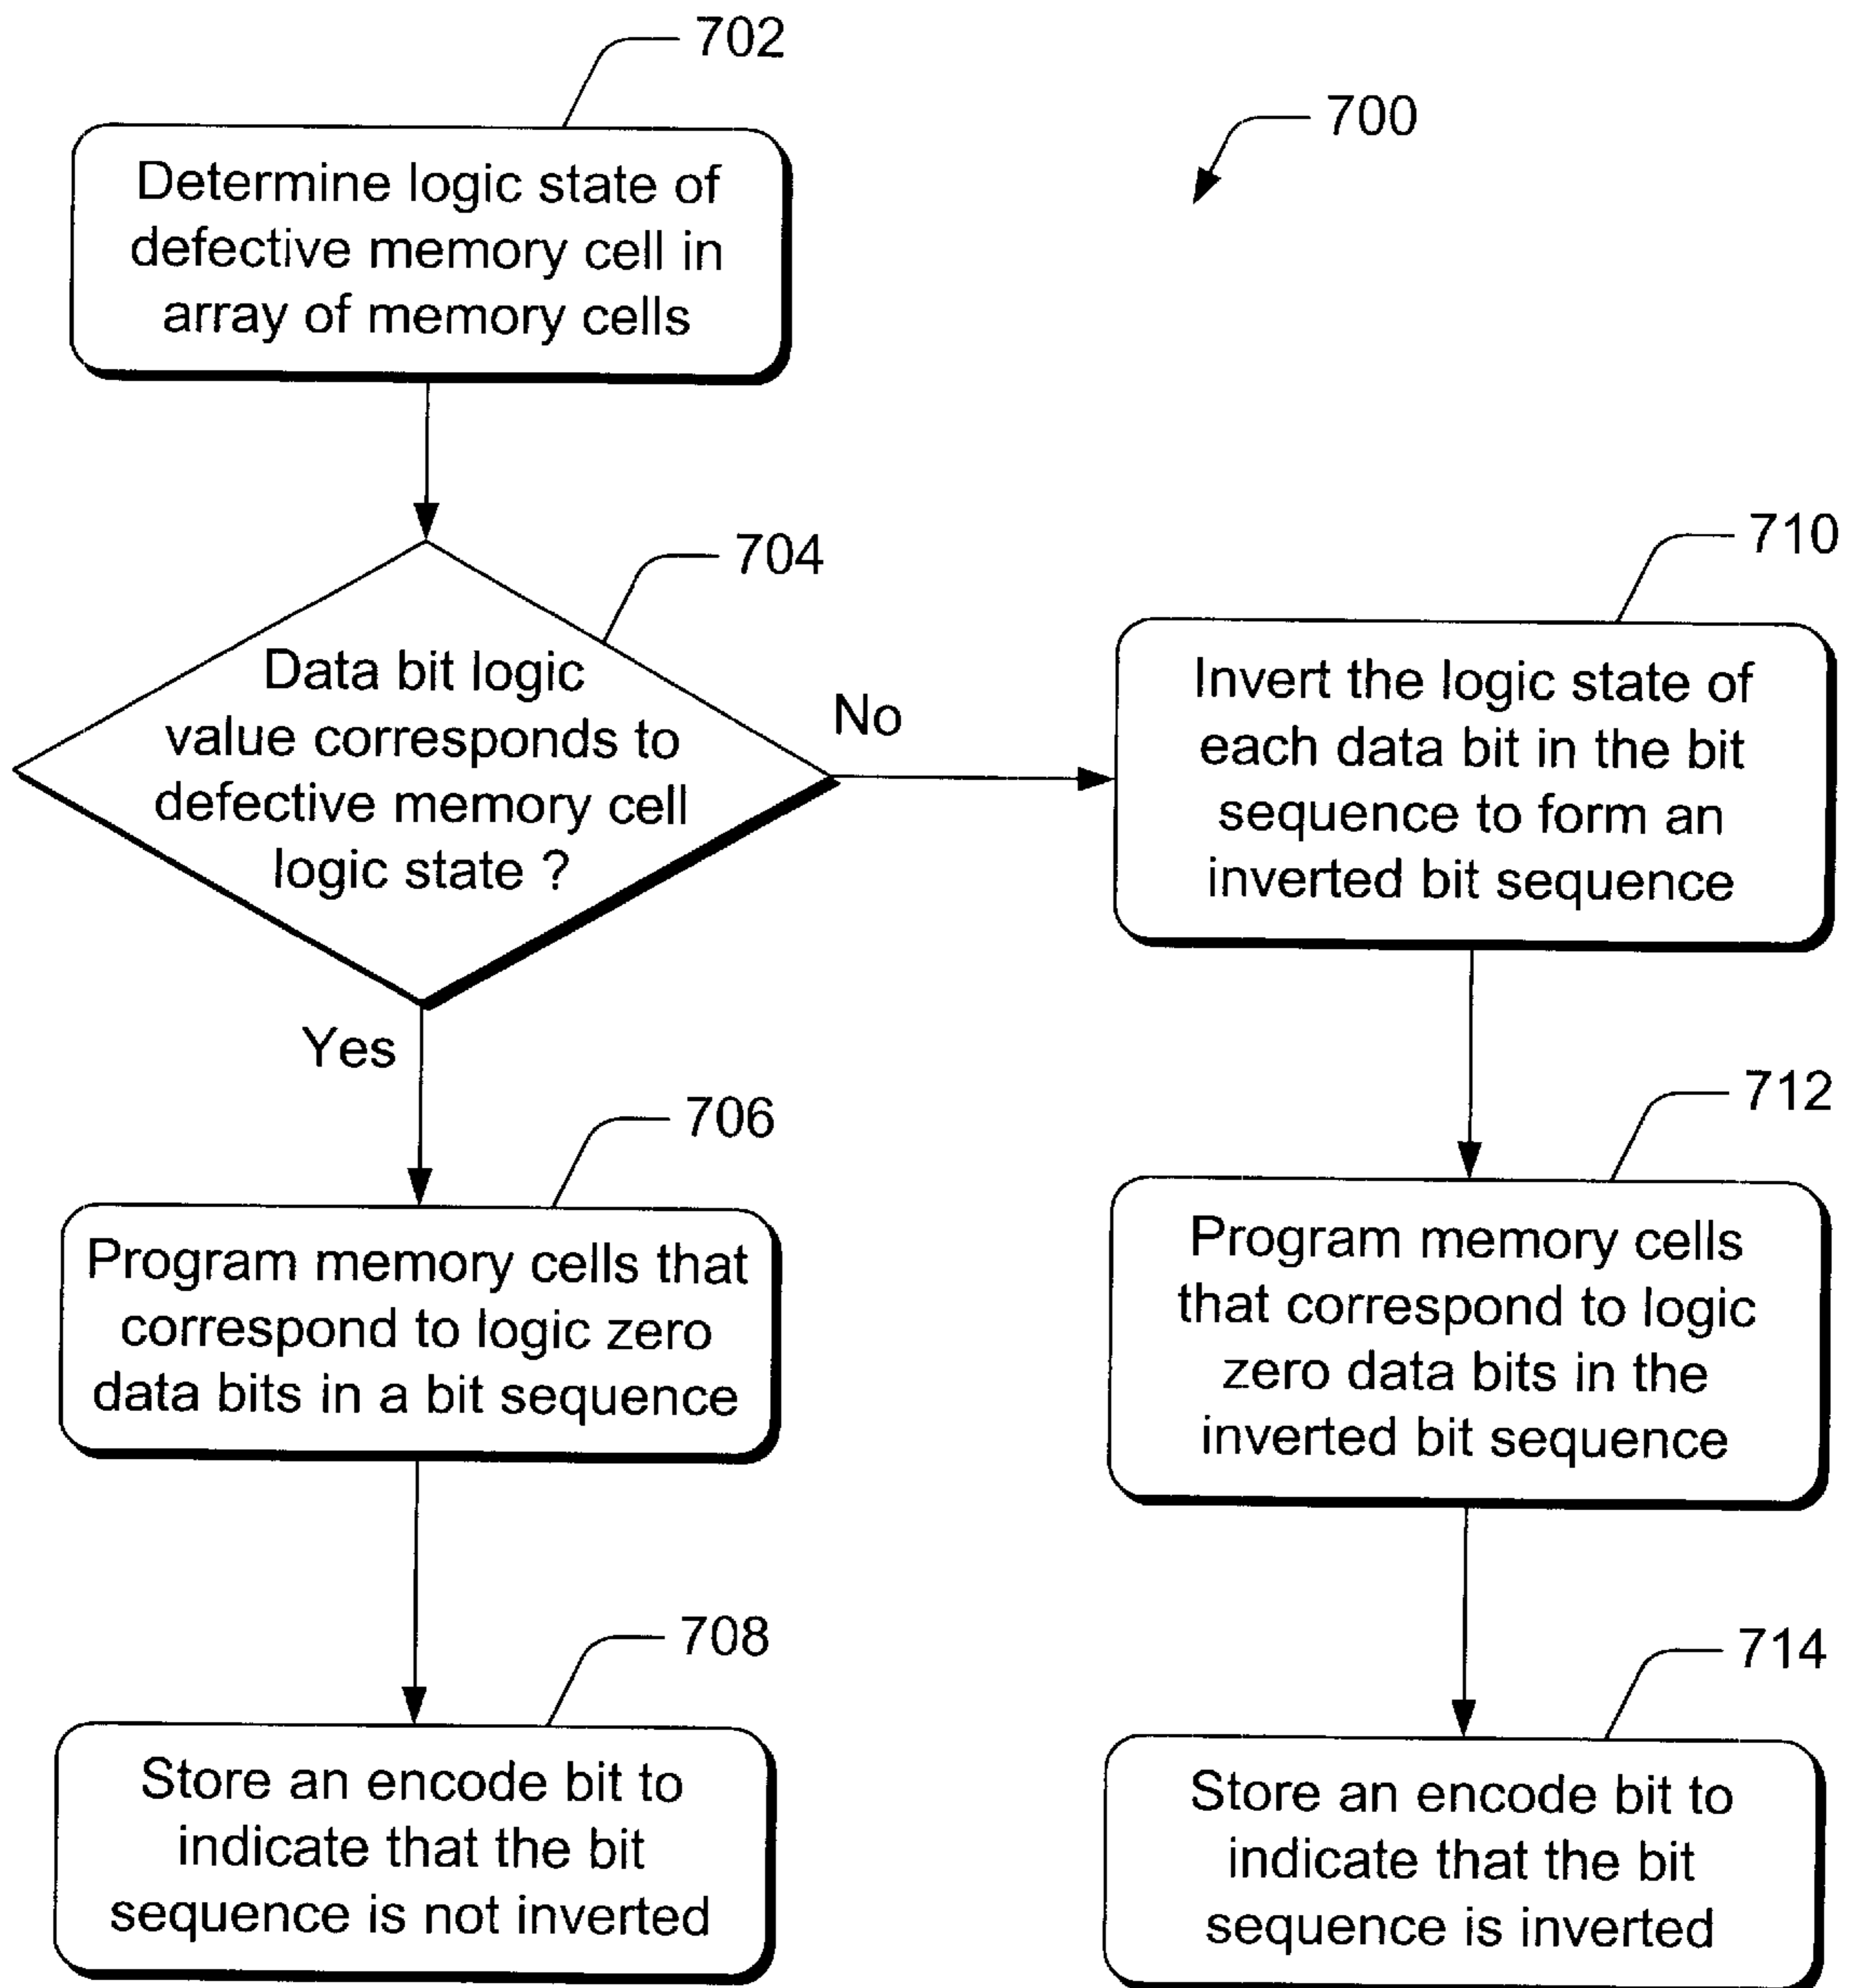 702
700
Determine logic state of
defective memory cell in
array of memory cells
704
Data bit logic
value corresponds to
defective memory cell
logic state ?
No
Yes
710
Invert the logic state of
each data bit in the bit
sequence to form an
inverted bit sequence
706
Program memory cells that
correspond to logic zero
data bits in a bit sequence
712
Program memory cells
that correspond to logic
zero data bits in the
inverted bit sequence
708
Store an encode bit to
indicate that the bit
sequence is not inverted
714
Store an encode bit to
indicate that the bit
sequence is inverted